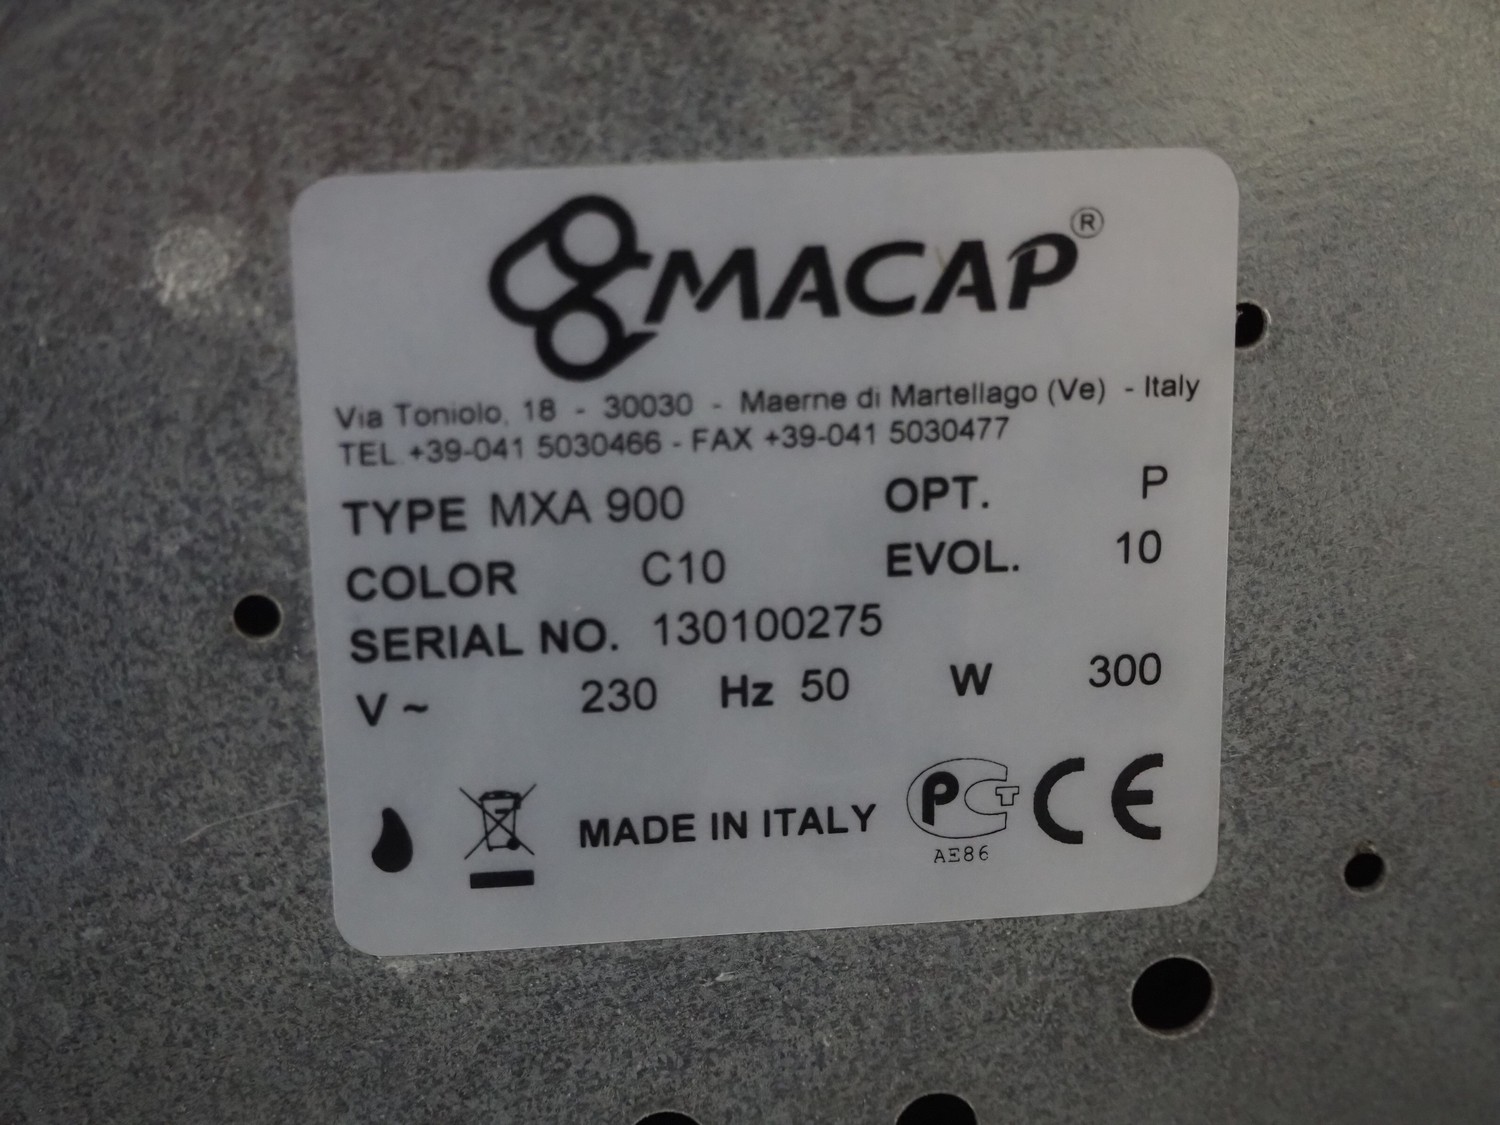 MACAP®
Via Toniolo, 18 - 30030 - Maerne di Martellago (Ve) - Italy
TEL +39-041 5030466 - FAX +39-041 5030477
TYPE MXA 900 OPT. P
COLOR C10 EVOL. 10
SERIAL NO. 130100275
V ~ 230 Hz 50 W 300
MADE IN ITALY PCT CE
AE86